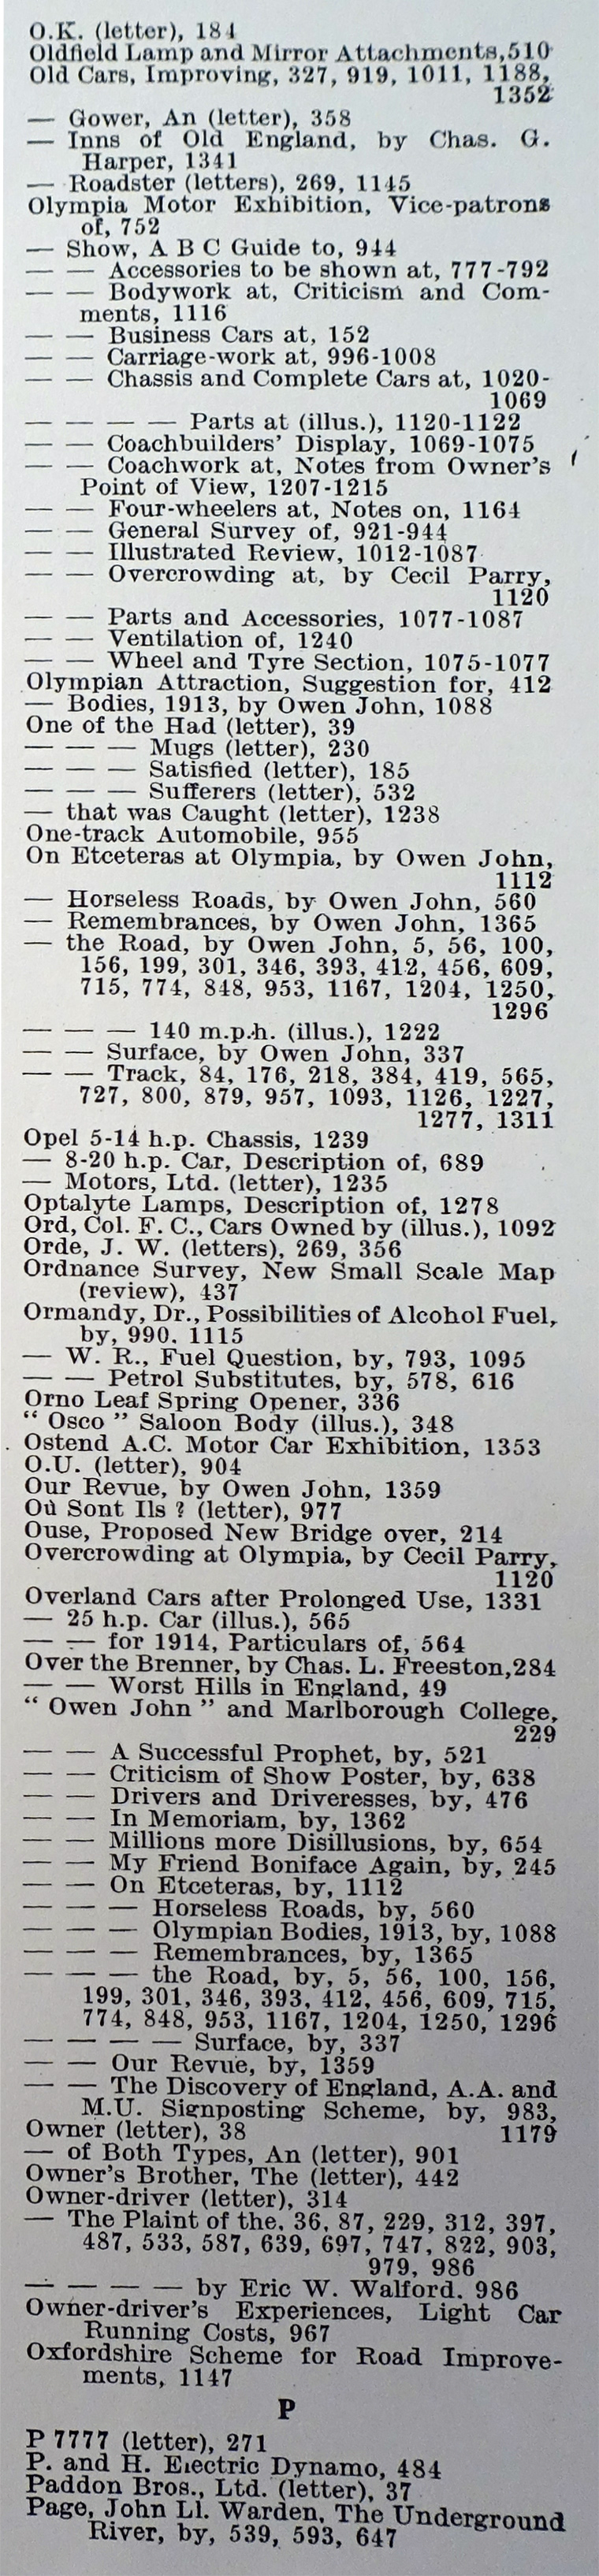 O.K. (letter), 184
Oldfield Lamp and Mirror Attachments, 510
Old Cars, Improving, 327, 919, 1011, 1188,
1352
— Gower, An (letter), 358
— Inns of Old England, by Chas. G.
Harper, 1341
— Roadster (letters), 269, 1145
Olympia Motor Exhibition, Vice-patrons
of, 752
— Show, A B C Guide to, 944
— — Accessories to be shown at, 777-792
— — Bodywork at, Criticism and Com-
ments, 1116
— — Business Cars at, 152
— — Carriage-work at, 996-1008
— — Chassis and Complete Cars at, 1020-
1069
— — — — Parts at (illus.), 1120-1122
— — Coachbuilders' Display, 1069-1075
— — Coachwork at, Notes from Owner's
Point of View, 1207-1215
— — Four-wheelers at, Notes on, 1164
— — General Survey of, 921-944
— — Illustrated Review, 1012-1087
— — Overcrowding at, by Cecil Parry,
1120
— — Parts and Accessories, 1077-1087
— — Ventilation of, 1240
— — Wheel and Tyre Section, 1075-1077
Olympian Attraction, Suggestion for, 412
— Bodies, 1913, by Owen John, 1088
One of the Had (letter), 39
— — — Mugs (letter), 230
— — — Satisfied (letter), 185
— — — Sufferers (letter), 532
— that was Caught (letter), 1238
One-track Automobile, 955
On Etceteras at Olympia, by Owen John,
1112
— Horseless Roads, by Owen John, 560
— Remembrances, by Owen John, 1365
— the Road, by Owen John, 5, 56, 100,
156, 199, 301, 346, 393, 412, 456, 609,
715, 774, 848, 953, 1167, 1204, 1250,
1296
— — — 140 m.p.h. (illus.), 1222
— — Surface, by Owen John, 337
— — Track, 84, 176, 218, 384, 419, 565,
727, 800, 879, 957, 1093, 1126, 1227,
1277, 1311
Opel 5-14 h.p. Chassis, 1239
— 8-20 h.p. Car, Description of, 689
— Motors, Ltd. (letter), 1235
Optalyte Lamps, Description of, 1278
Ord, Col. F. C., Cars Owned by (illus.), 1092
Orde, J. W. (letters), 269, 356
Ordnance Survey, New Small Scale Map
(review), 437
Ormandy, Dr., Possibilities of Alcohol Fuel,
by, 990. 1115
— W. R., Fuel Question, by, 793, 1095
— — Petrol Substitutes, by, 578, 616
Orno Leaf Spring Opener, 336
“ Osco ” Saloon Body (illus.), 348
Ostend A.C. Motor Car Exhibition, 1353
O.U. (letter), 904
Our Revue, by Owen John, 1359
Où Sont Ils ? (letter), 977
Ouse, Proposed New Bridge over, 214
Overcrowding at Olympia, by Cecil Parry,
1120
Overland Cars after Prolonged Use, 1331
— 25 h.p. Car (illus.), 565
— — for 1914, Particulars of, 564
Over the Brenner, by Chas. L. Freeston, 284
— — Worst Hills in England, 49
“ Owen John ” and Marlborough College,
229
— — A Successful Prophet, by, 521
— — Criticism of Show Poster, by, 638
— — Drivers and Driveresses, by, 476
— — In Memoriam, by, 1362
— — Millions more Disillusions, by, 654
— — My Friend Boniface Again, by, 245
— — On Etceteras, by, 1112
— — — Horseless Roads, by, 560
— — — Olympian Bodies, 1913, by, 1088
— — — Remembrances, by, 1365
— — — the Road, by, 5, 56, 100, 156,
199, 301, 346, 393, 412, 456, 609, 715,
774, 848, 953, 1167, 1204, 1250, 1296
— — — — Surface, by, 337
— — Our Revue, by, 1359
— — The Discovery of England, A.A. and
M.U. Signposting Scheme, by, 983,
Owner (letter), 38 1179
— of Both Types, An (letter), 901
Owner's Brother, The (letter), 442
Owner-driver (letter), 314
— The Plaint of the, 36, 87, 229, 312, 397,
487, 533, 587, 639, 697, 747, 822, 903,
979, 986
— — — — by Eric W. Walford. 986
Owner-driver's Experiences, Light Car
Running Costs, 967
Oxfordshire Scheme for Road Improve-
ments, 1147
P
P 7777 (letter), 271
P. and H. Electric Dynamo, 484
Paddon Bros., Ltd. (letter), 37
Page, John Ll. Warden, The Underground
River, by, 539, 593, 647